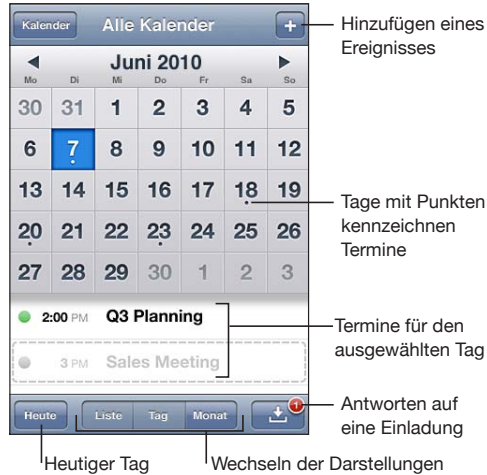 Kalender Alle Kalender + Hinzufügen eines
Ereignisses
Juni 2010
Mo Di Mi Do Fr Sa So
30 31 1 2 3 4 5
6 7 8 9 10 11 12
13 14 15 16 17 18 19
Tage mit Punkten
kennzeichnen
Termine
20 21 22 23 24 25 26
27 28 29 30 1 2 3
2:00 PM Q3 Planning
Termine für den
ausgewählten Tag
3 PM Sales Meeting
Heute Liste Tag Monat 1
Antworten auf
eine Einladung
Heutiger Tag Wechseln der Darstellungen